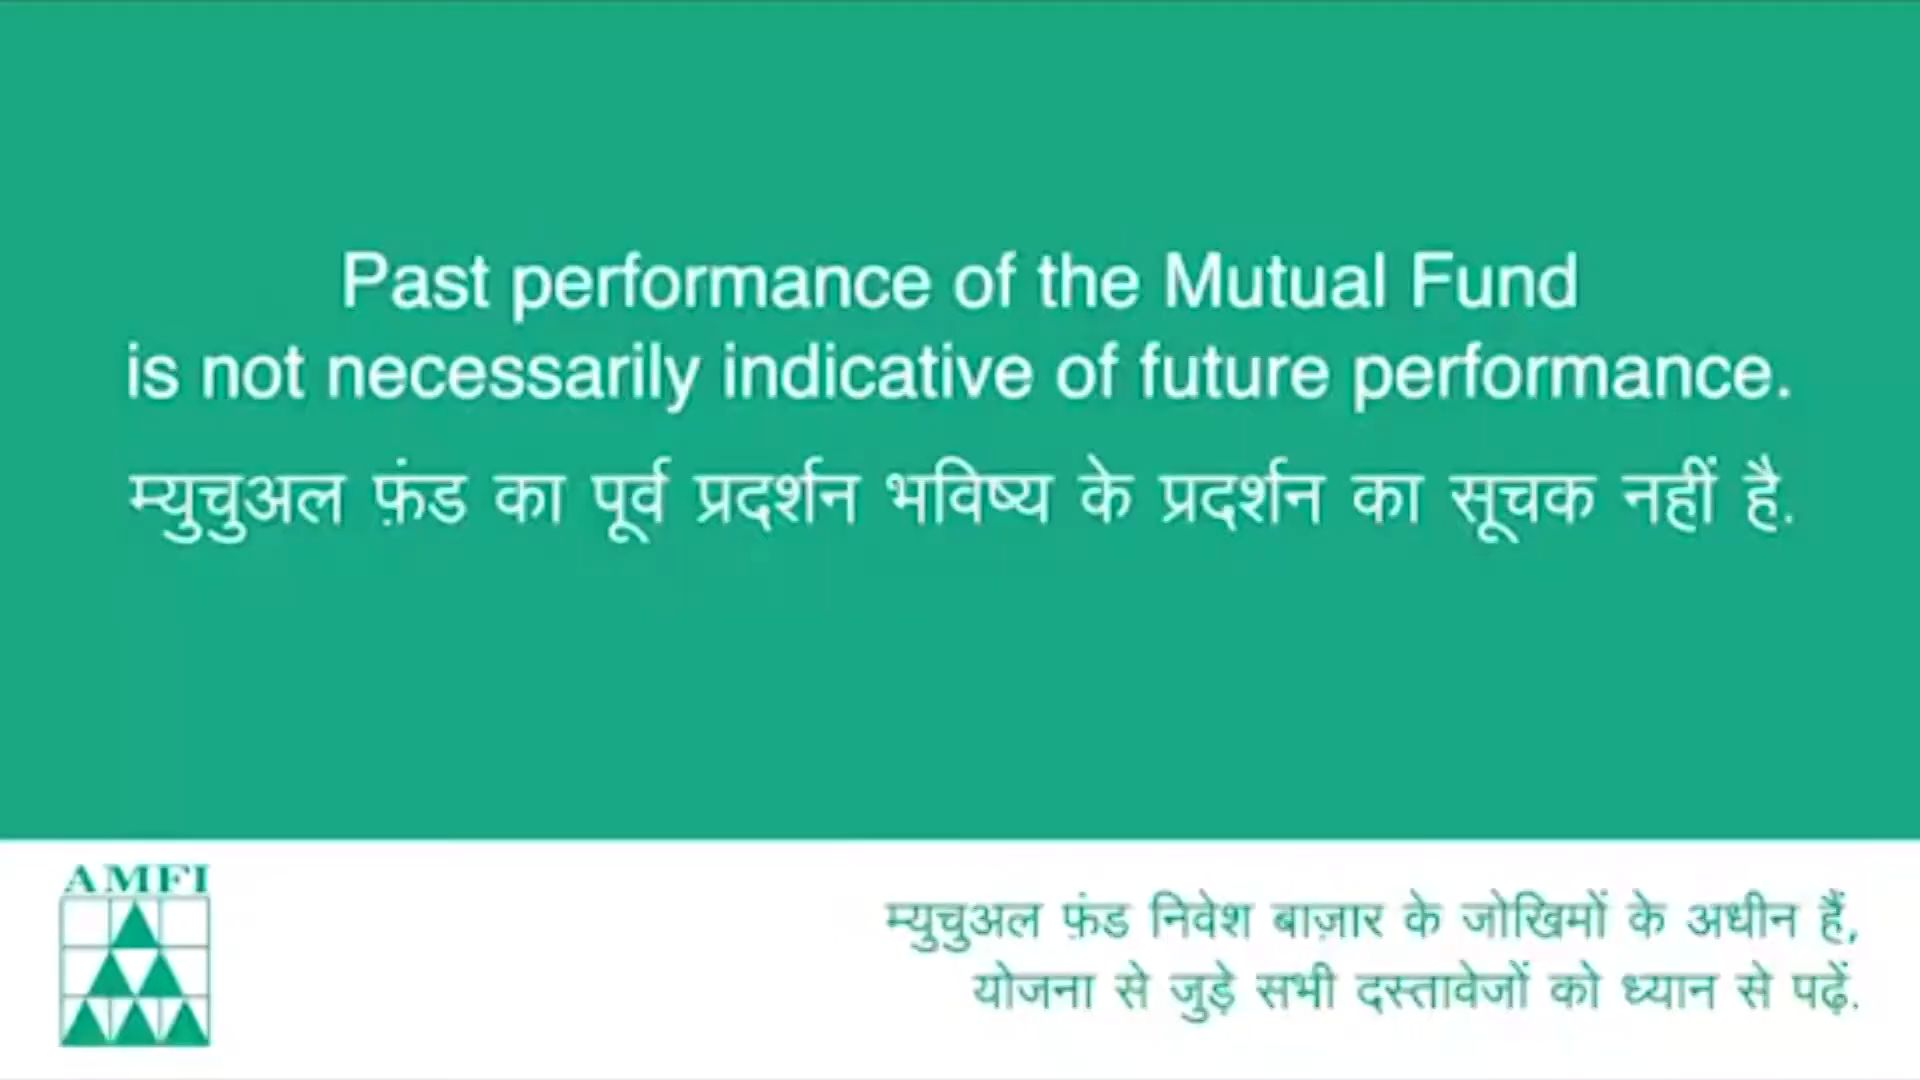 Past performance of the Mutual Fund
is not necessarily indicative of future performance.
म्युचुअल फ़ंड का पूर्व प्रदर्शन भविष्य के प्रदर्शन का सूचक नहीं है.
AMFI
म्युचुअल फ़ंड निवेश बाज़ार के जोखिमों के अधीन हैं,
योजना से जुड़े सभी दस्तावेजों को ध्यान से पढ़ें.